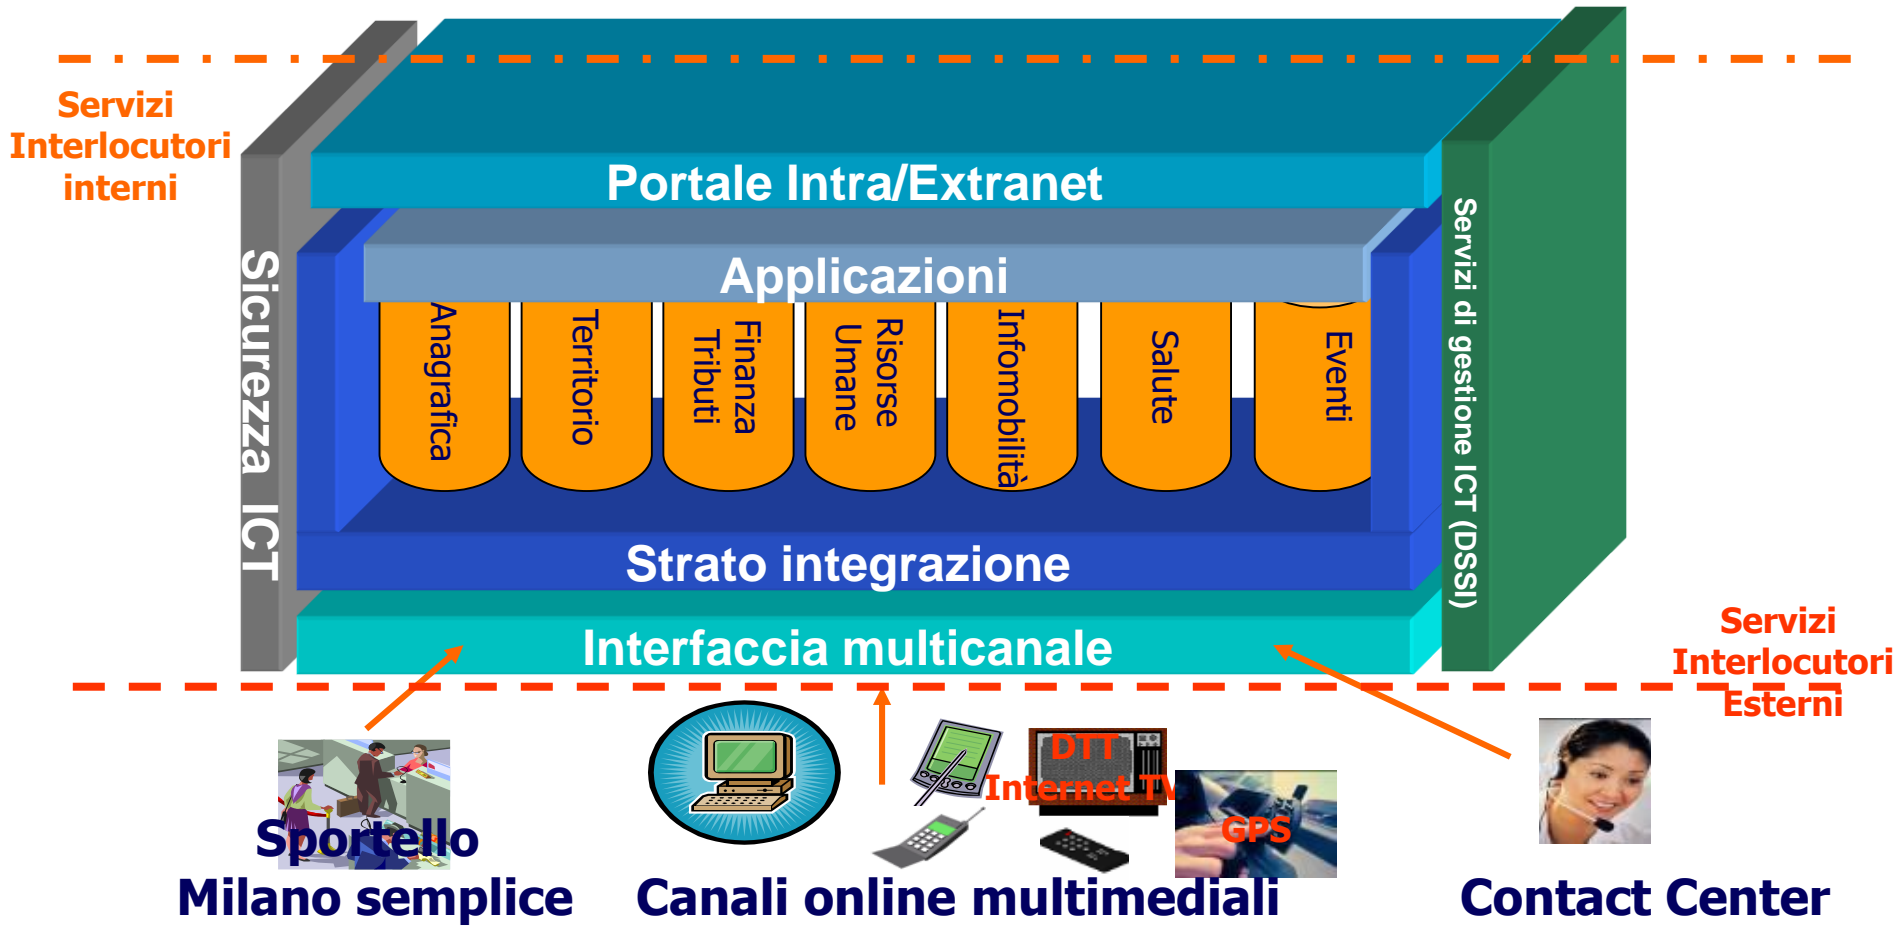 Servizi
Interlocutori
interni
Portale Intra/Extranet
Applicazioni
Sicurezza ICT
Anagrafica
Territorio
Finanza
Tributi
Risorse
Umane
Infomobilità
Salute
Eventi
Servizi di gestione ICT (DSSI)
Strato integrazione
Interfaccia multicanale
Servizi
Interlocutori
Esterni
DTT
Internet TV
GPS
Sportello
Milano semplice
Canali online multimediali
Contact Center